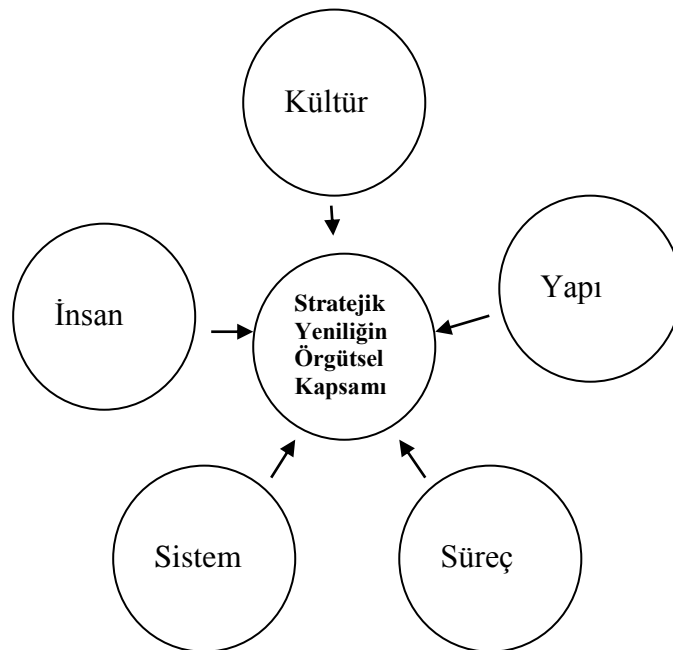 Kültür
İnsan
Yapı
Stratejik
Yeniliğin
Örgütsel
Kapsamı
Sistem
Süreç